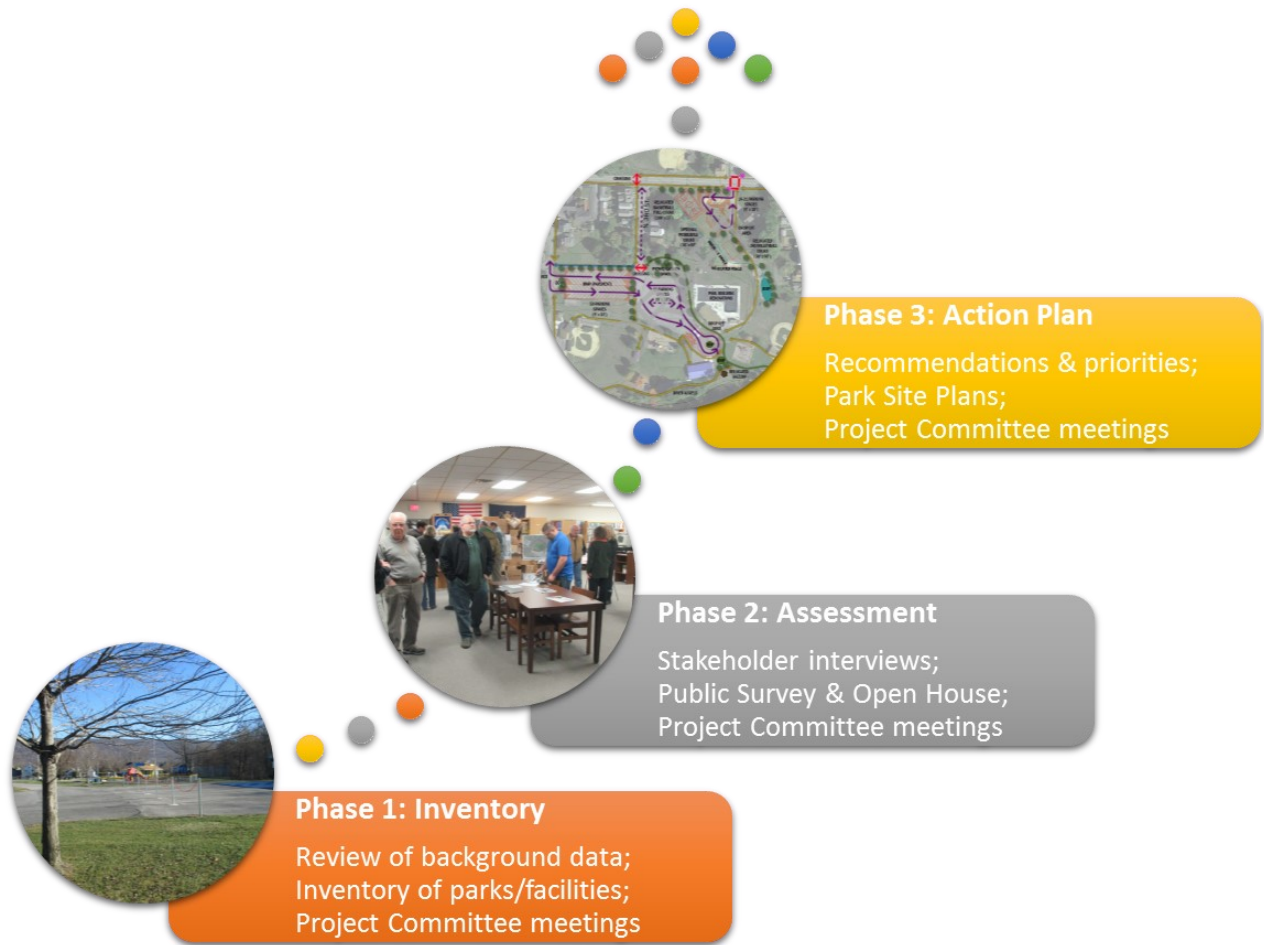 Phase 3: Action Plan
Recommendations & priorities;
Park Site Plans;
Project Committee meetings
Phase 2: Assessment
Stakeholder interviews;
Public Survey & Open House;
Project Committee meetings
Phase 1: Inventory
Review of background data;
Inventory of parks/facilities;
Project Committee meetings